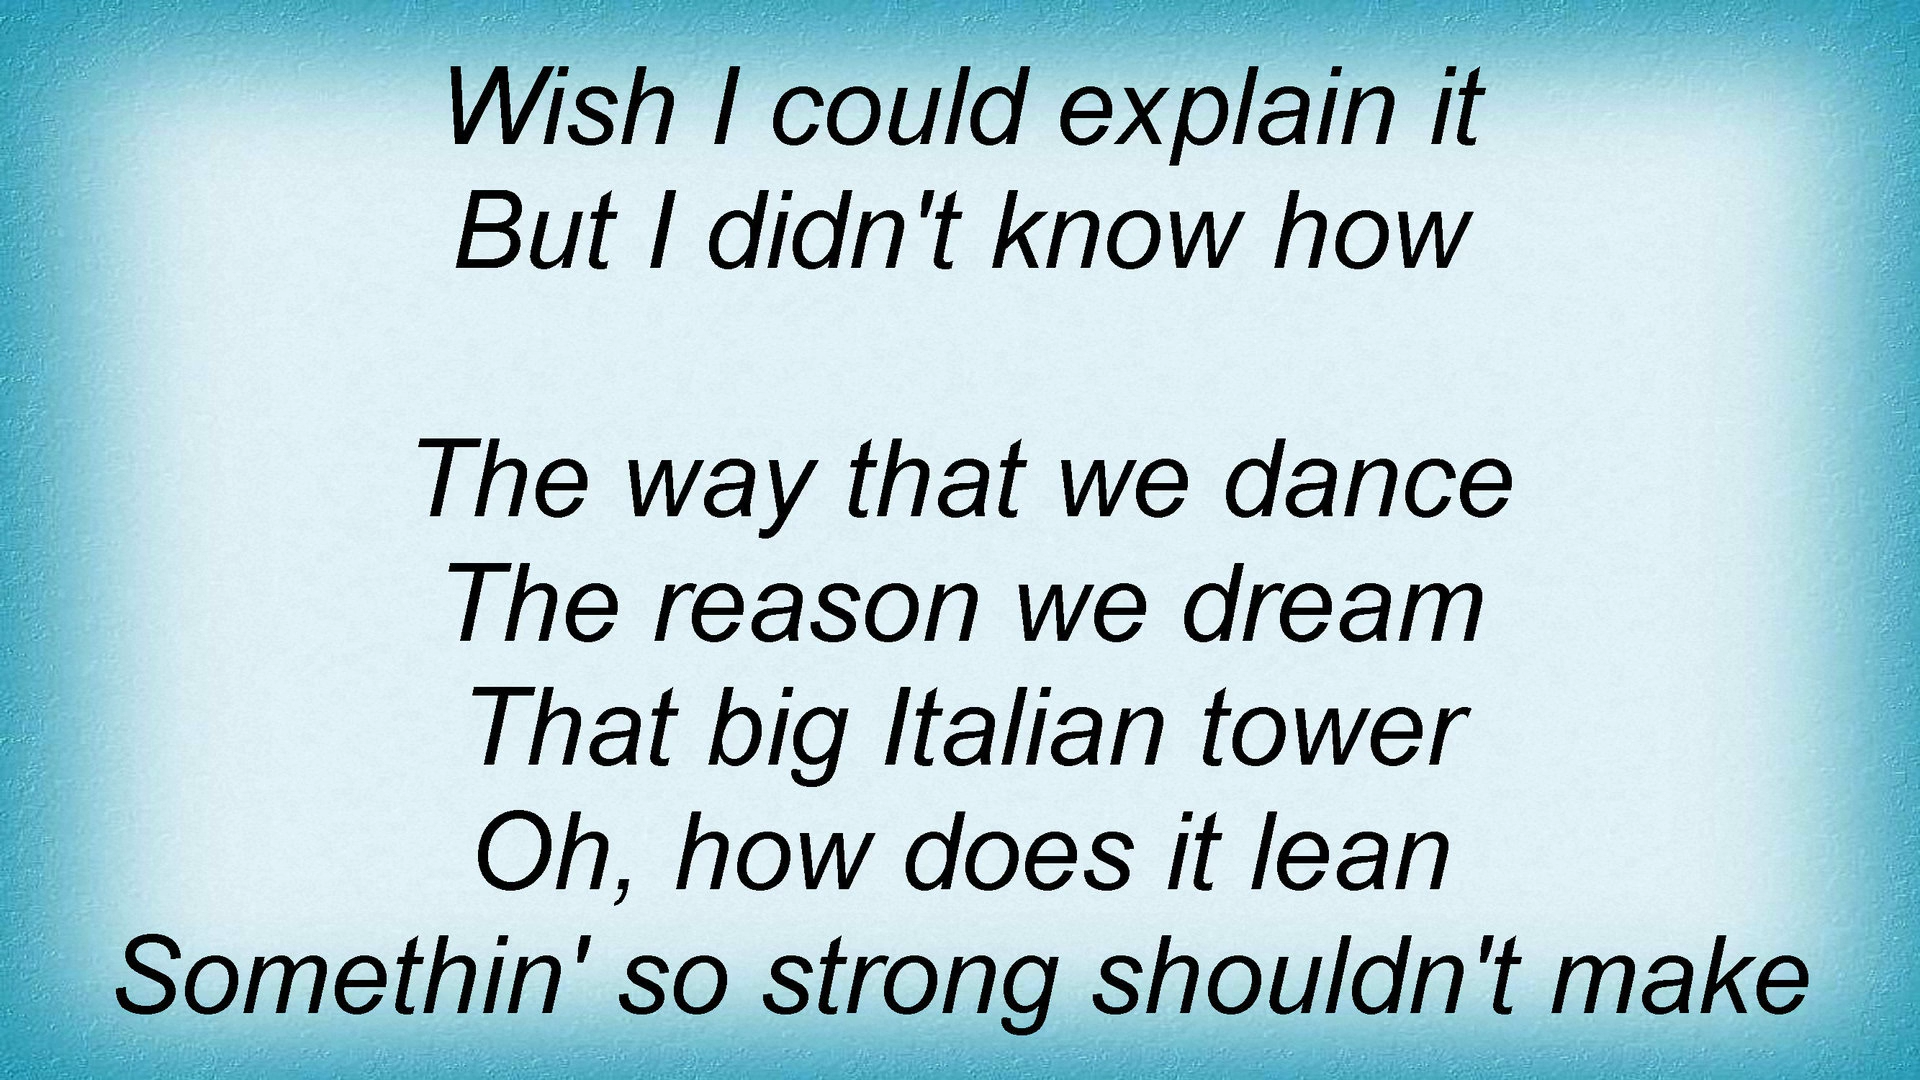 Wish I could explain it
But I didn't know how
The way that we dance
The reason we dream
That big Italian tower
Oh, how does it lean
Somethin' so strong shouldn't make